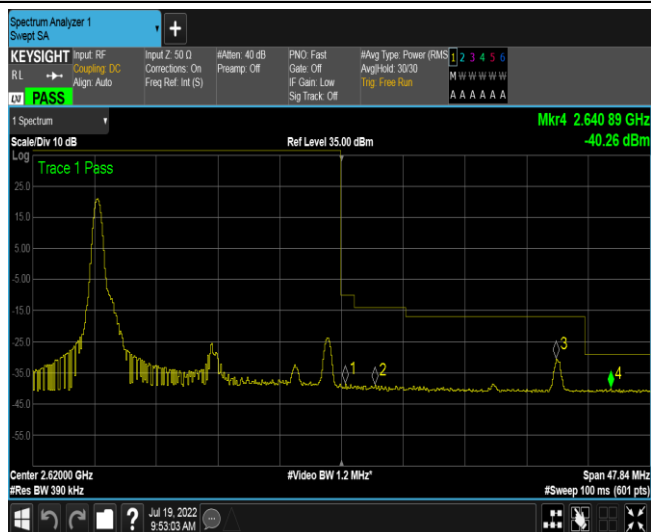 Spectrum Analyzer 1
Swept SA
KEYSIGHT
RL
LXI PASS
Input: RF
Coupling: DC
Align: Auto
Input Z: 50 Ω
Corrections: On
Freq Ref: Int (S)
#Atten: 40 dB
Preamp: Off
PNO: Fast
Gate: Off
IF Gain: Low
Sig Track: Off
#Avg Type: Power (RMS
Avg|Hold: 30/30
Trig: Free Run
1 2 3 4 5 6
M W W W W W
A A A A A A
1 Spectrum
Scale/Div 10 dB
Ref Level 35.00 dBm
Mkr4 2.640 89 GHz
-40.26 dBm
Log
Trace 1 Pass
25.0
15.0
5.00
-5.00
-15.0
-25.0
-35.0
-45.0
-55.0
1
2
3
4
Center 2.62000 GHz
#Res BW 390 kHz
#Video BW 1.2 MHz*
Span 47.84 MHz
#Sweep 100 ms (601 pts)
?
Jul 19, 2022
9:53:03 AM